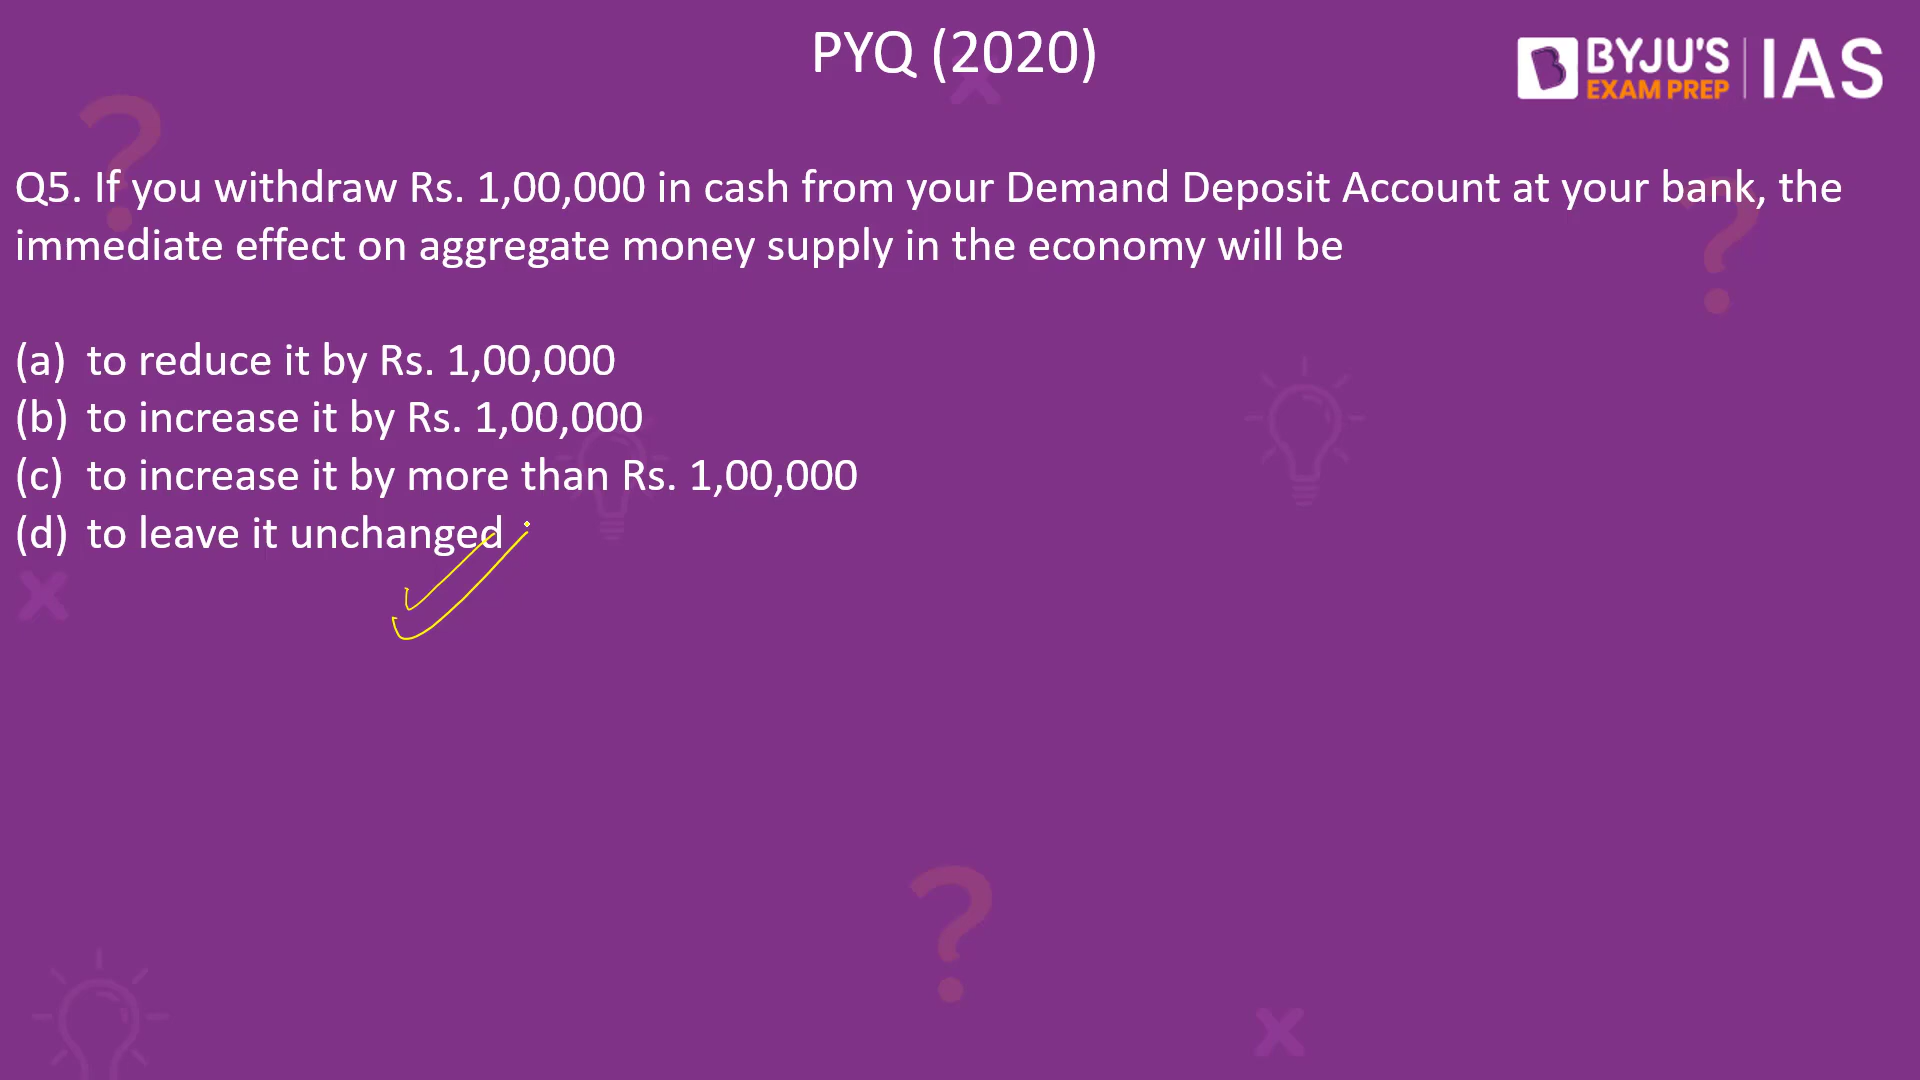 PYQ (2020)
BYJU'S
EXAM PREP
IAS
Q5. If you withdraw Rs. 1,00,000 in cash from your Demand Deposit Account at your bank, the
immediate effect on aggregate money supply in the economy will be
(a) to reduce it by Rs. 1,00,000
(b) to increase it by Rs. 1,00,000
(c) to increase it by more than Rs. 1,00,000
(d) to leave it unchanged